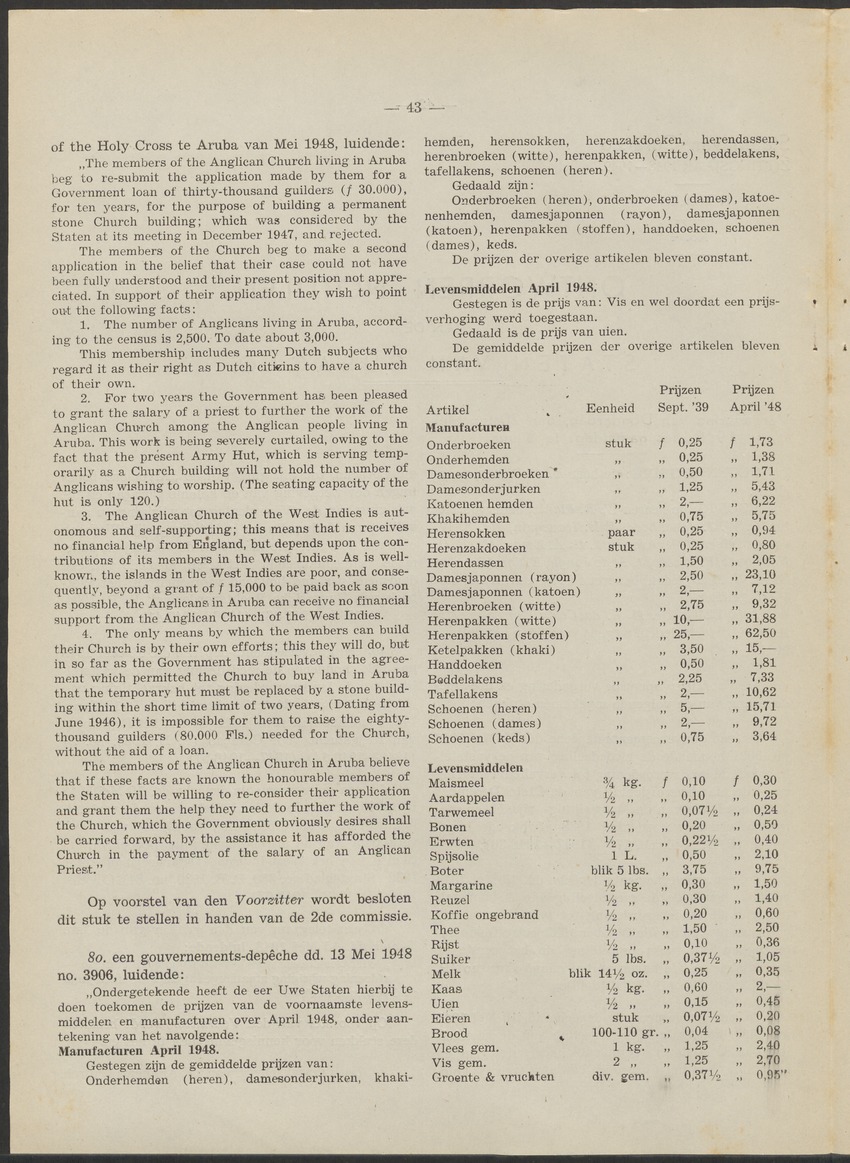 — 43 —
of the Holy Cross te Aruba van Mei 1948, luidende:
„The members of the Anglican Church living in Aruba
beg to re-submit the application made by them for a
Government loan of thirty-thousand guilders (ƒ 30.000),
for ten years, for the purpose of building a permanent
stone Church building; which was considered by the
Staten at its meeting in December 1947, and rejected.
The members of the Church beg to make a second
application in the belief that their case could not have
been fully understood and their present position not appre-
ciated. In support of their application they wish to point
out the following facts:
1. The number of Anglicans living in Aruba, accord-
ing to the census is 2,500. To date about 3,000.
This membership includes many Dutch subjects who
regard it as their right as Dutch citizins to have a church
of their own.
2. For two years the Government has been pleased
to grant the salary of a priest to further the work of the
Anglican Church among the Anglican people living in
Aruba. This work is being severely curtailed, owing to the
fact that the présent Army Hut, which is serving temp-
orarily as a Church building will not hold the number of
Anglicans wishing to worship. (The seating capacity of the
hut is only 120.)
3. The Anglican Church of the West Indies is aut-
onomous and self-supporting; this means that is receives
no financial help from England, but depends upon the con-
tributions of its members in the West Indies. As is well-
known, the islands in the West Indies are poor, and conse-
quently, beyond a grant of ƒ 15,000 to be paid back as soon
as possible, the Anglicans in Aruba can receive no financial
support from the Anglican Church of the West Indies.
4. The only means by which the members can build
their Church is by their own efforts; this they will do, but
in so far as the Government has stipulated in the agree-
ment which permitted the Church to buy land in Aruba
that the temporary hut must be replaced by a stone build-
ing within the short time limit of two years, (Dating from
June 1946), it is impossible for them to raise the eighty-
thousand guilders (80,000 Fls.) needed for the Church,
without the aid of a loan.
The members of the Anglican Church in Aruba believe
that if these facts are known the honourable members of
the Staten will be willing to re-consider their application
and grant them the help they need to further the work of
the Church, which the Government obviously desires shall
be carried forward, by the assistance it has afforded the
Church in the payment of the salary of an Anglican
Priest."
Op voorstel van den Voorzitter wordt besloten
dit stuk te stellen in handen van de 2de commissie.
8o. een gouvernements-depêche dd. 13 Mei 1948
no. 3906, luidende:
„Ondergetekende heeft de eer Uwe Staten hierbij te
doen toekomen de prijzen van de voornaamste levens-
middelen en manufacturen over April 1948, onder aan-
tekening van het navolgende:
Manufacturen April 1948.
Gestegen zijn de gemiddelde prijzen van:
Onderhemden (heren), damesonderjurken, khaki-
hemden, herensokken, herenzakdoeken, herendassen,
herenbroeken (witte), herenpakken, (witte), beddelakens,
tafellakens, schoenen (heren).
Gedaald zijn:
Onderbroeken (heren), onderbroeken (dames), katoe-
nenhemden, damesjaponnen (rayon), damesjaponnen
(katoen), herenpakken (stoffen), handdoeken, schoenen
(dames), keds.
De prijzen der overige artikelen bleven constant.
Levensmiddelen April 1948.
Gestegen is de prijs van: Vis en wel doordat een prijs-
verhoging werd toegestaan.
Gedaald is de prijs van uien.
De gemiddelde prijzen der overige artikelen bleven
constant.
Prijzen Prijzen
Artikel Eenheid Sept. '39 April '48
Manufacturen
Onderbroeken stuk ƒ 0,25 ƒ 1,73
Onderhemden „ „ 0,25 „ 1,38
Damesonderbroeken „ „ 0,50 „ 1,71
Damesonderjurken „ „ 1,25 „ 5,43
Katoenen hemden „ „ 2,— „ 6,22
Khakihemden „ „ 0,75 „ 5,75
Herensokken paar „ 0,25 „ 0,94
Herenzakdoeken stuk „ 0,25 „ 0,80
Herendassen „ „ 1,50 „ 2,05
Damesjaponnen (rayon) „ „ 2,50 „ 23,10
Damesjaponnen (katoen) „ „ 2,— „ 7,12
Herenbroeken (witte) „ „ 2,75 „ 9,32
Herenpakken (witte) „ „ 10,— „ 31,88
Herenpakken (stoffen) „ „ 25,— „ 62,50
Ketelpakken (khaki) „ „ 3,50 „ 15,—
Handdoeken „ „ 0,50 „ 1,81
Beddelakens „ „ 2,25 „ 7,33
Tafellakens „ „ 2,— „ 10,62
Schoenen (heren) „ „ 5,— „ 15,71
Schoenen (dames) „ „ 2,— „ 9,72
Schoenen (keds) „ „ 0,75 „ 3,64
Levensmiddelen
Maismeel ¾ kg. ƒ 0,10 ƒ 0,30
Aardappelen ½ „ „ 0,10 „ 0,25
Tarwemeel ½ „ „ 0,07½ „ 0,24
Bonen ½ „ „ 0,20 „ 0,50
Erwten ½ „ „ 0,22½ „ 0,40
Spijsolie 1 L. „ 0,50 „ 2,10
Boter blik 5 lbs. „ 3,75 „ 9,75
Margarine ½ kg. „ 0,30 „ 1,50
Reuzel ½ „ „ 0,30 „ 1,40
Koffie ongebrand ½ „ „ 0,20 „ 0,60
Thee ½ „ „ 1,50 „ 2,50
Rijst ½ „ „ 0,10 „ 0,36
Suiker 5 lbs. „ 0,37½ „ 1,05
Melk blik 14½ oz. „ 0,25 „ 0,35
Kaas ½ kg. „ 0,60 „ 2,—
Uien ½ „ „ 0,15 „ 0,45
Eieren stuk „ 0,07½ „ 0,20
Brood 100-110 gr. „ 0,04 „ 0,08
Vlees gem. 1 kg. „ 1,25 „ 2,40
Vis gem. 2 „ „ 1,25 „ 2,70
Groente & vruchten div. gem. „ 0,37½ „ 0,95"